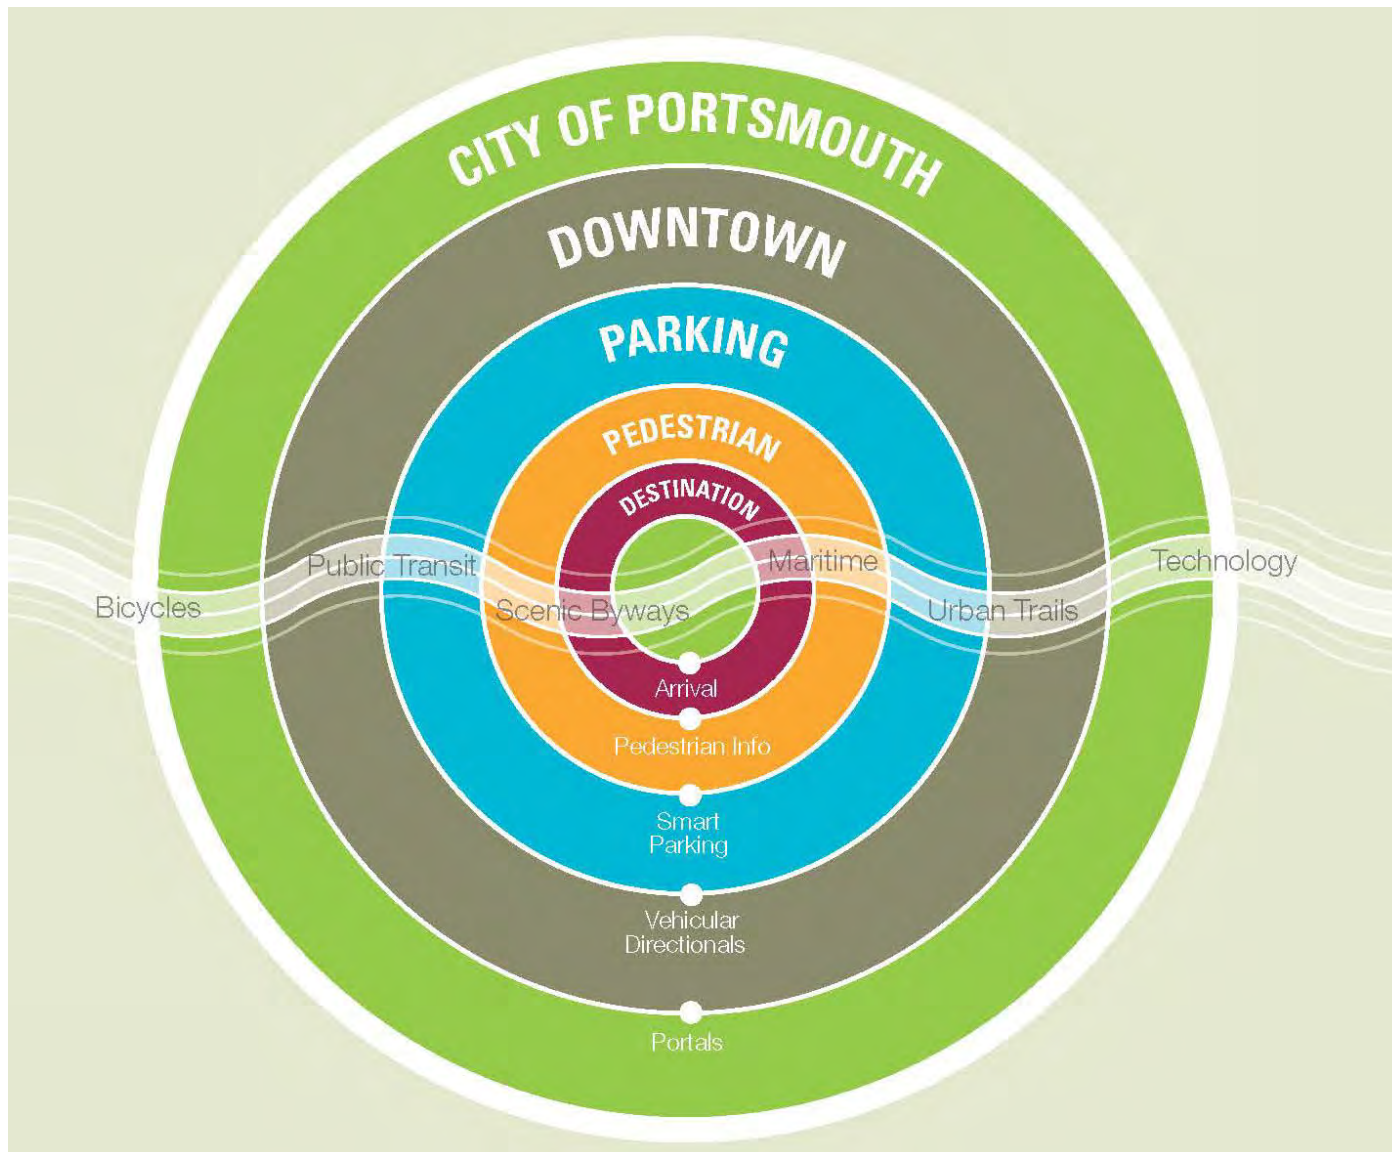 CITY OF PORTSMOUTH
DOWNTOWN
PARKING
PEDESTRIAN
DESTINATION
Bicycles
Public Transit
Scenic Byways
Maritime
Urban Trails
Technology
Arrival
Pedestrian Info
Smart
Parking
Vehicular
Directionals
Portals